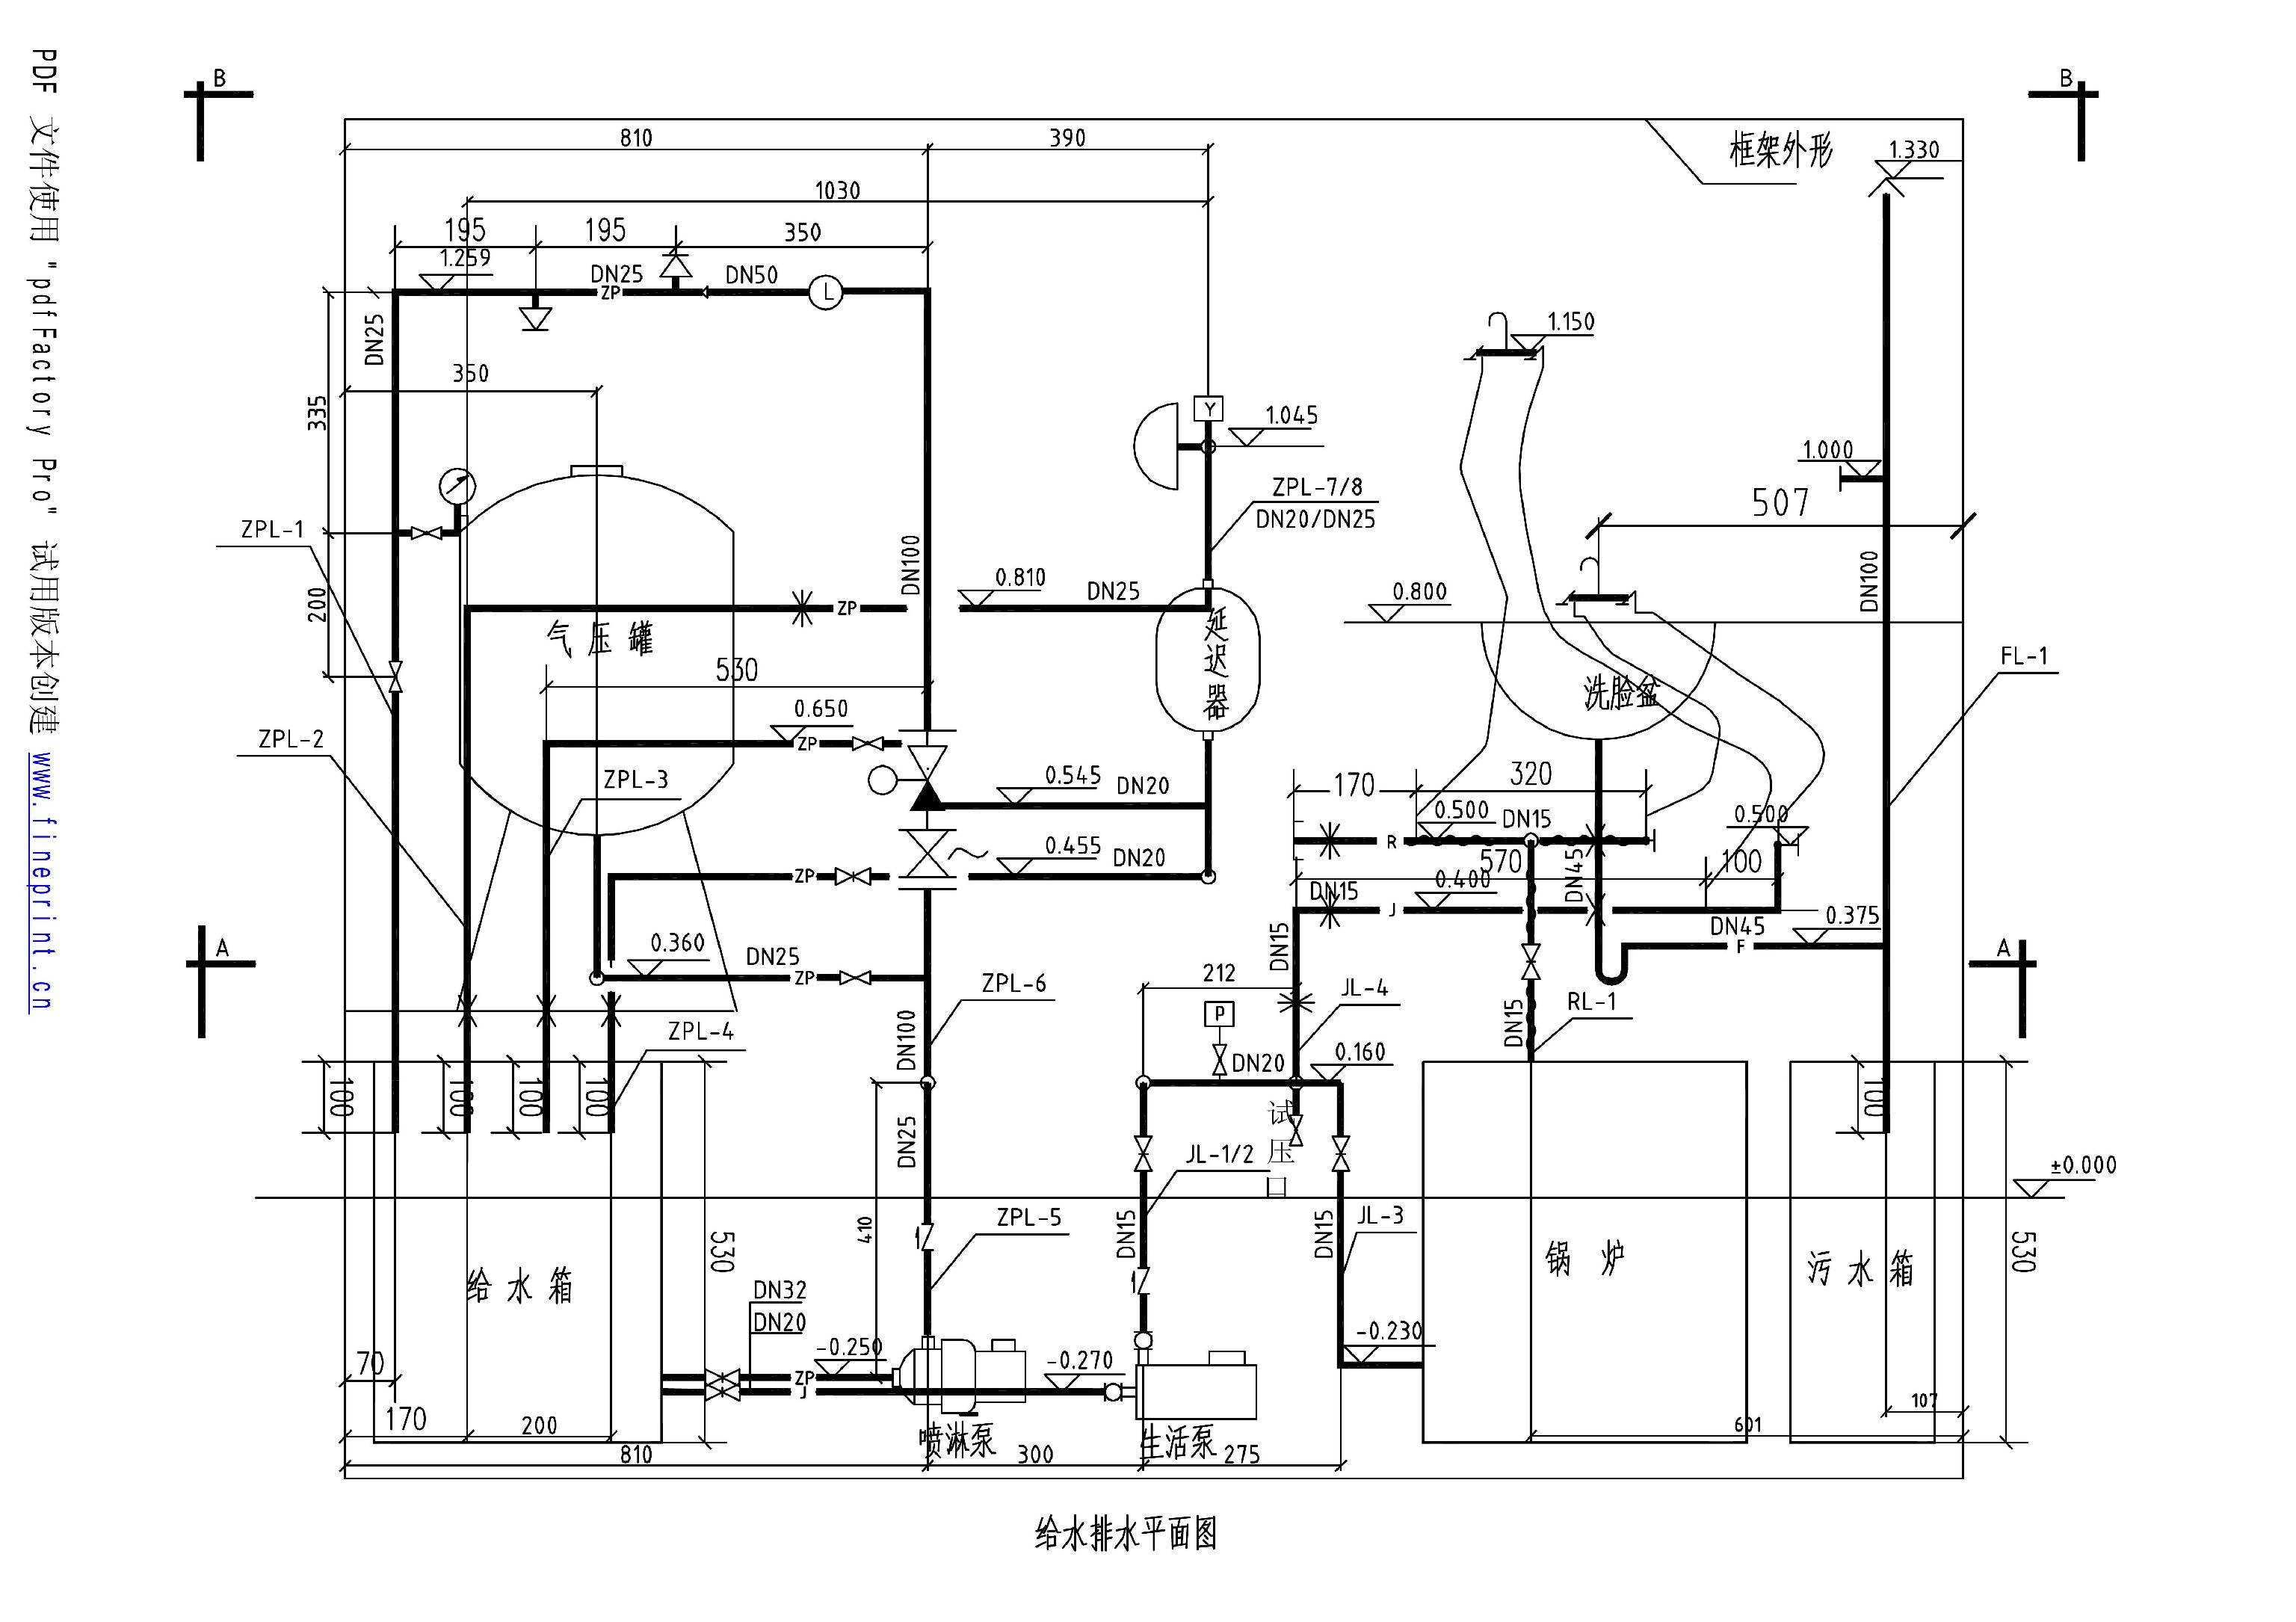 PDF 文件使用 "pdfFactory Pro" 试用版本创建 www.fineprint.cn
B
B
810
390
框架外形
1.330
1030
195
195
350
1.259
DN25
DN50
ZP
L
DN25
335
350
1.150
Y
1.045
1.000
ZPL-7/8
DN20/DN25
507
ZPL-1
200
DN100
DN100
0.810
DN25
0.800
ZP
气压罐
延迟器
530
洗脸盆
FL-1
0.650
ZP
ZPL-2
ZPL-3
0.545
DN20
170
320
0.500
DN15
0.500
R
0.455
DN20
570
DN45
100
ZP
DN15
0.400
J
0.375
DN45
F
A
A
0.360
DN25
ZP
DN15
212
ZPL-6
P
JL-4
RL-1
DN15
ZPL-4
DN100
DN20
0.160
100
100
100
100
100
试压口
DN25
JL-1/2
±0.000
410
ZPL-5
DN15
DN15
JL-3
530
530
给水箱
锅炉
污水箱
DN32
DN20
-0.250
-0.270
-0.230
ZP
J
70
170
200
107
601
喷淋泵
生活泵
810
300
275
给水排水平面图